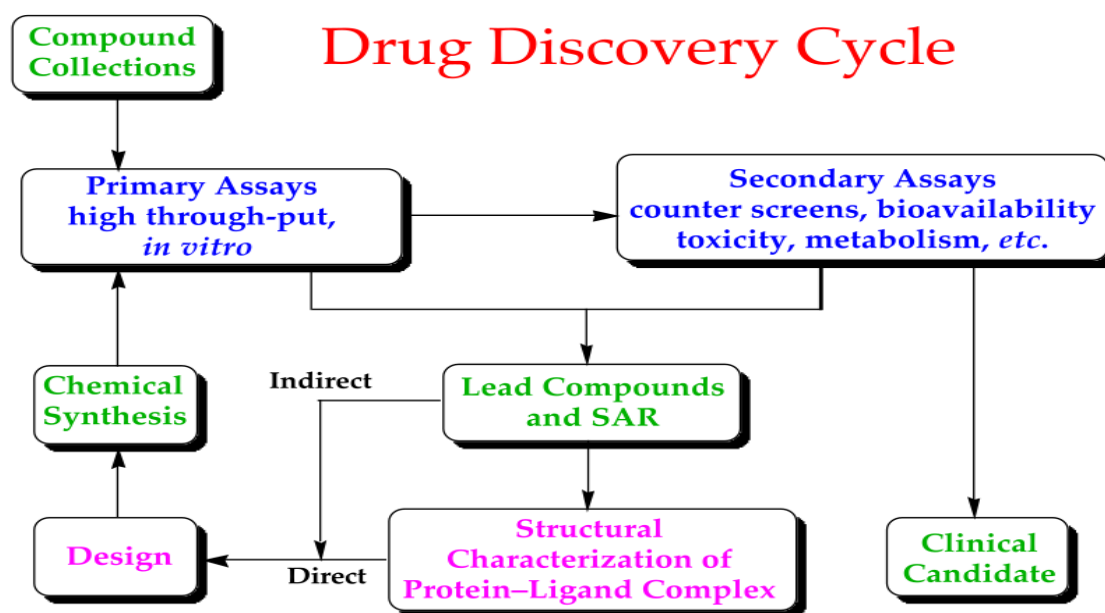 Compound
Collections
Drug Discovery Cycle
Primary Assays
high through-put,
in vitro
Secondary Assays
counter screens, bioavailability
toxicity, metabolism, etc.
Chemical
Synthesis
Indirect
Lead Compounds
and SAR
Design
Direct
Structural
Characterization of
Protein–Ligand Complex
Clinical
Candidate